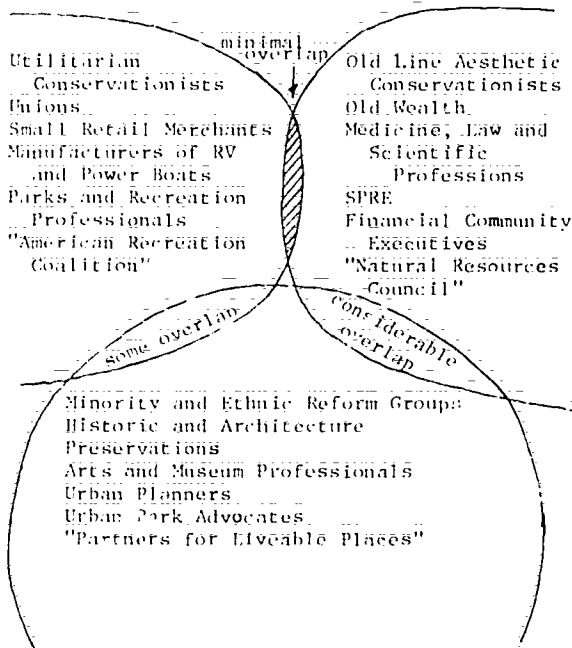 minimal
overlap
Utilitarian
Conservationists
Unions
Small Retail Merchants
Manufacturers of RV
and Power Boats
Parks and Recreation
Professionals
"American Recreation
Coalition"
Old Line Aesthetic
Conservationists
Old Wealth
Medicine, Law and
Scientific
Professions
SPRE
Financial Community
Executives
"Natural Resources
Council"
some overlap
considerable
overlap
Minority and Ethnic Reform Groups
Historic and Architecture
Preservations
Arts and Museum Professionals
Urban Planners
Urban Park Advocates
"Partners for Liveable Places"